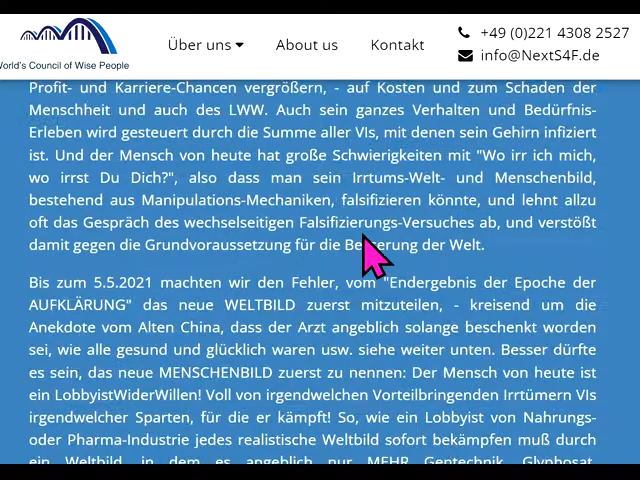 +49 (0)221 4308 2527
Über uns About us Kontakt
info@NextS4F.de
World's Council of Wise People
Profit- und Karriere-Chancen vergrößern, - auf Kosten und zum Schaden der
Menschheit und auch des LWW. Auch sein ganzes Verhalten und Bedürfnis-
Erleben wird gesteuert durch die Summe aller VIs, mit denen sein Gehirn infiziert
ist. Und der Mensch von heute hat große Schwierigkeiten mit "Wo irr ich mich,
wo irrst Du Dich?", also dass man sein Irrtums-Welt- und Menschenbild,
bestehend aus Manipulations-Mechaniken, falsifizieren könnte, und lehnt allzu
oft das Gespräch des wechselseitigen Falsifizierungs-Versuches ab, und verstößt
damit gegen die Grundvoraussetzung für die Besserung der Welt.
Bis zum 5.5.2021 machten wir den Fehler, vom "Endergebnis der Epoche der
AUFKLÄRUNG" das neue WELTBILD zuerst mitzuteilen, - kreisend um die
Anekdote vom Alten China, dass der Arzt angeblich solange beschenkt worden
sei, wie alle gesund und glücklich waren usw. siehe weiter unten. Besser dürfte
es sein, das neue MENSCHENBILD zuerst zu nennen: Der Mensch von heute ist
ein LobbyistWiderWillen! Voll von irgendwelchen Vorteilbringenden Irrtümern VIs
irgendwelcher Sparten, für die er kämpft! So, wie ein Lobbyist von Nahrungs-
oder Pharma-Industrie jedes realistische Weltbild sofort bekämpfen muß durch
ein Weltbild, in dem es angeblich nur MEHR Gentechnik, Glyphosat,